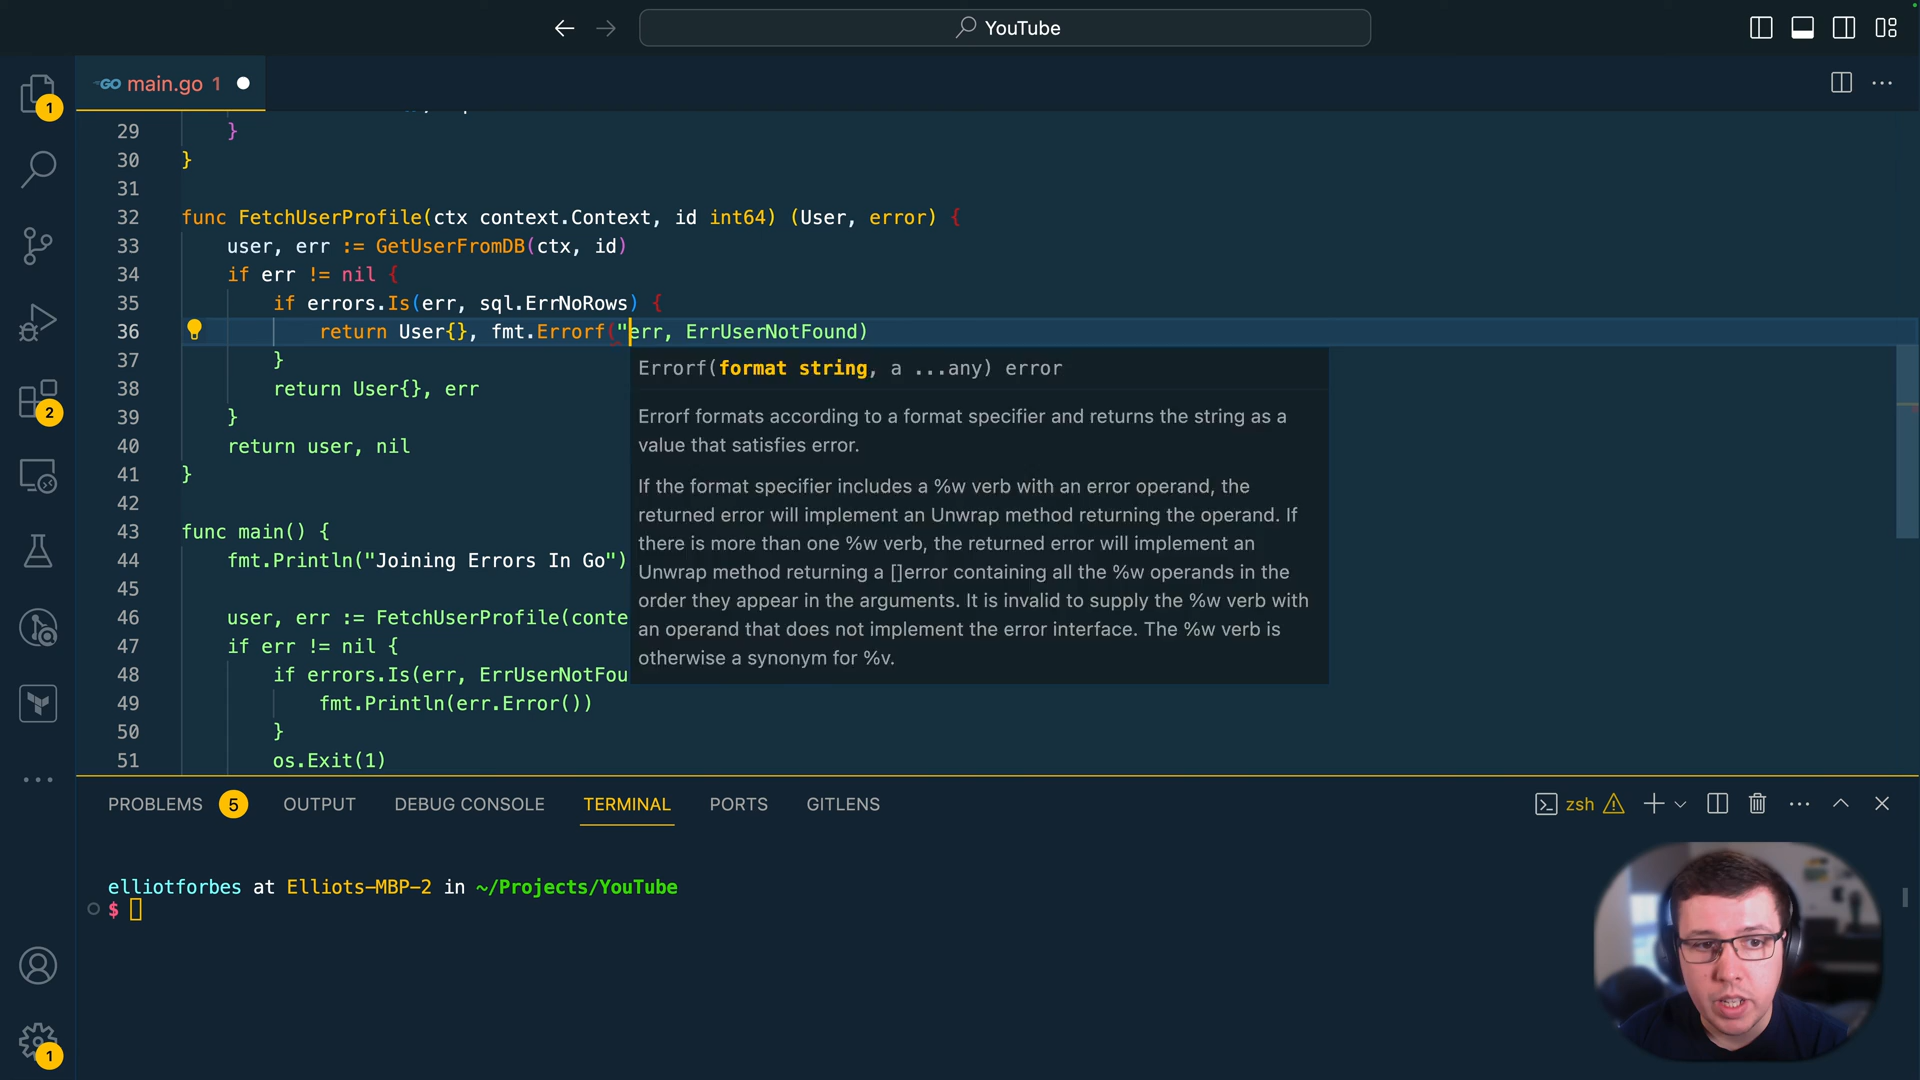 YouTube
GO main.go 1
1
29 }
30 }
31
32 func FetchUserProfile(ctx context.Context, id int64) (User, error) {
33 user, err := GetUserFromDB(ctx, id)
34 if err != nil {
35 if errors.Is(err, sql.ErrNoRows) {
36 return User{}, fmt.Errorf("err, ErrUserNotFound)
37 }
38 return User{}, err
39 }
40 return user, nil
41 }
42
43 func main() {
44 fmt.Println("Joining Errors In Go")
45
46 user, err := FetchUserProfile(conte
47 if err != nil {
48 if errors.Is(err, ErrUserNotFou
49 fmt.Println(err.Error())
50 }
51 os.Exit(1)
Errorf(format string, a ...any) error
Errorf formats according to a format specifier and returns the string as a
value that satisfies error.
If the format specifier includes a %w verb with an error operand, the
returned error will implement an Unwrap method returning the operand. If
there is more than one %w verb, the returned error will implement an
Unwrap method returning a []error containing all the %w operands in the
order they appear in the arguments. It is invalid to supply the %w verb with
an operand that does not implement the error interface. The %w verb is
otherwise a synonym for %v.
2
1
PROBLEMS 5 OUTPUT DEBUG CONSOLE TERMINAL PORTS GITLENS zsh
elliotforbes at Elliots-MBP-2 in ~/Projects/YouTube
$